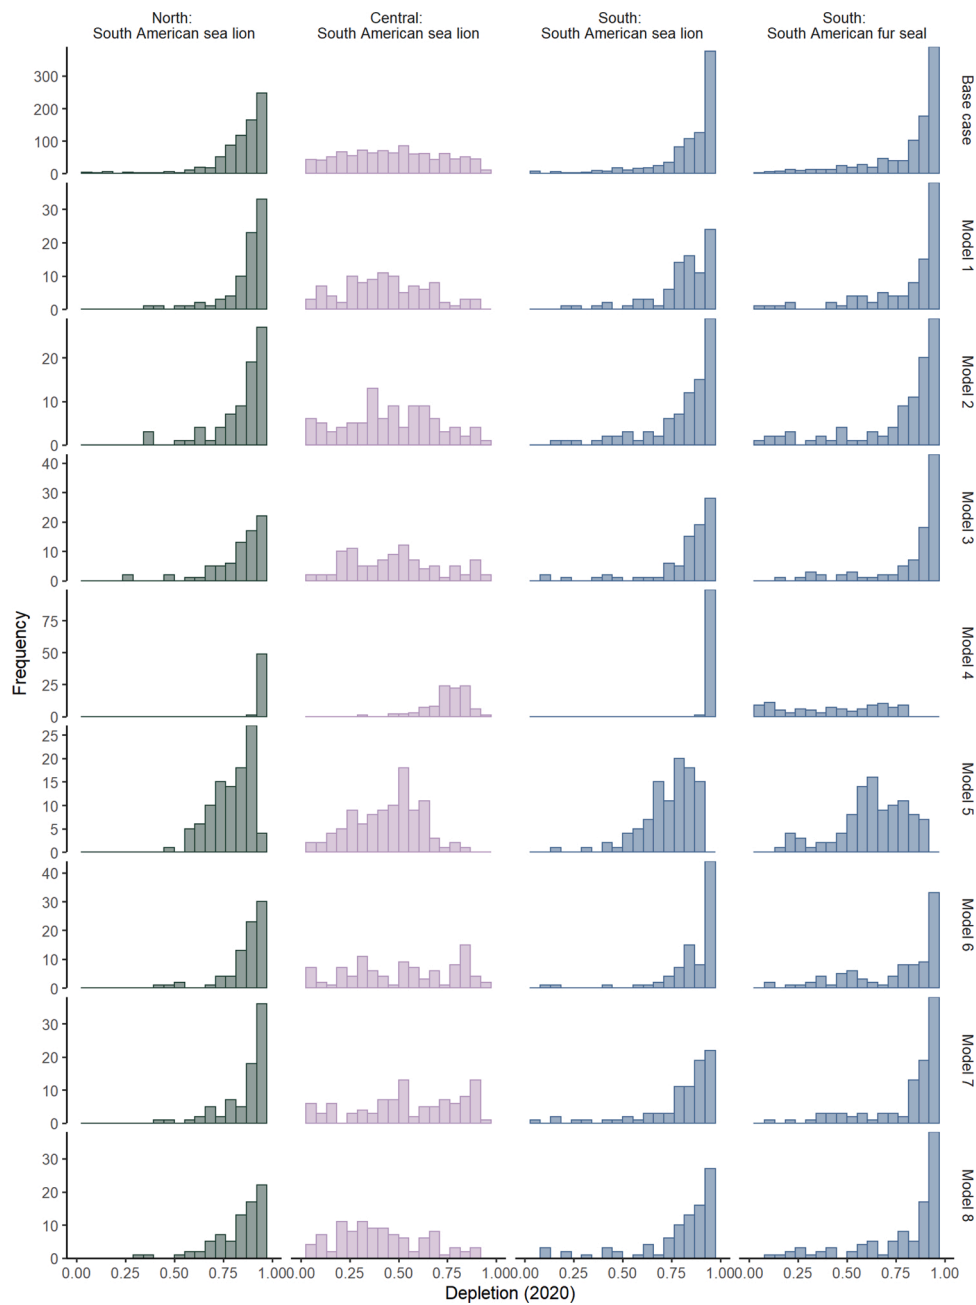 North:
South American sea lion
Central:
South American sea lion
South:
South American sea lion
South:
South American fur seal
300
200
100
0
Base case
30
20
10
0
Model 1
20
10
0
Model 2
40
30
20
10
0
Model 3
75
50
25
0
Model 4
25
20
15
10
5
0
Model 5
40
30
20
10
0
Model 6
30
20
10
0
Model 7
30
20
10
0
Model 8
Frequency
0.00 0.25 0.50 0.75 1.00
0.00 0.25 0.50 0.75 1.00
0.00 0.25 0.50 0.75 1.00
0.00 0.25 0.50 0.75 1.00
Depletion (2020)